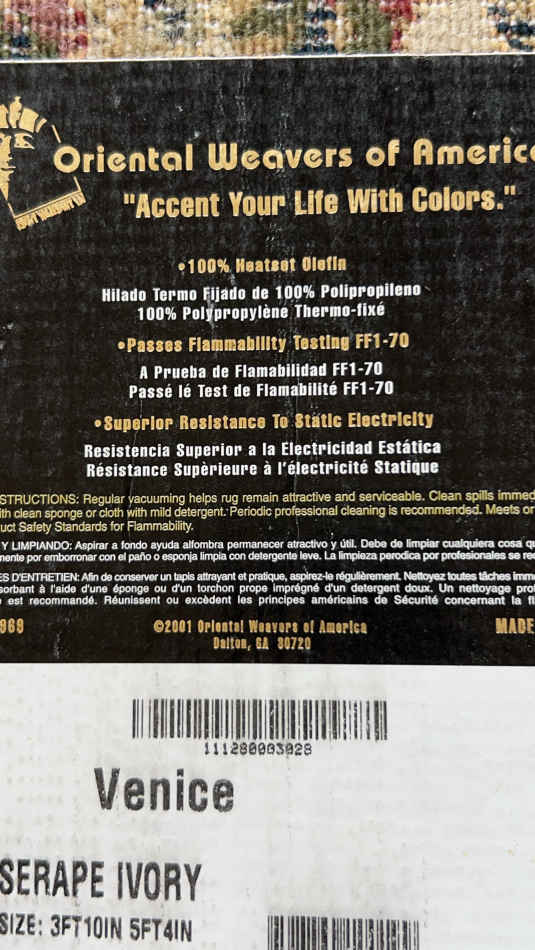 Oriental Weavers of America
"Accent Your Life With Colors."
•100% Heatset Olefin
Hilado Termo Fijado de 100% Polipropileno
100% Polypropylène Thermo-fixé
•Passes Flammability Testing FF1-70
A Prueba de Flamabilidad FF1-70
Passé lé Test de Flamabilité FF1-70
•Superior Resistance To Static Electricity
Resistencia Superior a la Electricidad Estática
Résistance Supèrieure à l'électricité Statique
STRUCTIONS: Regular vacuuming helps rug remain attractive and serviceable. Clean spills immed
ith clean sponge or cloth with mild detergent. Periodic professional cleaning is recommended. Meets or
uct Safety Standards for Flammability.
Y LIMPIANDO: Aspirar a fondo ayuda alfombra permanecer atractivo y útil. Debe de limpiar cualquiera cosa qu
mente por emborronar con el paño o esponja limpia con detergente leve. La limpieza perodica por profesionales se re
ES D'ENTRETIEN: Afin de conserver un tapis attrayant et pratique, aspirez-le régulièrement. Nettoyez toutes tâches imm
sorbant à l'aide d'une éponge ou d'un torchon prope imprégné d'un detergent doux. Un nettoyage pro
est recommandé. Réunissent ou excèdent les principes américains de Sécurité concernant la fl
969 ©2001 Oriental Weavers of America MADE
Dalton, GA 30720
111280003028
Venice
SERAPE IVORY
SIZE: 3FT10IN 5FT4IN